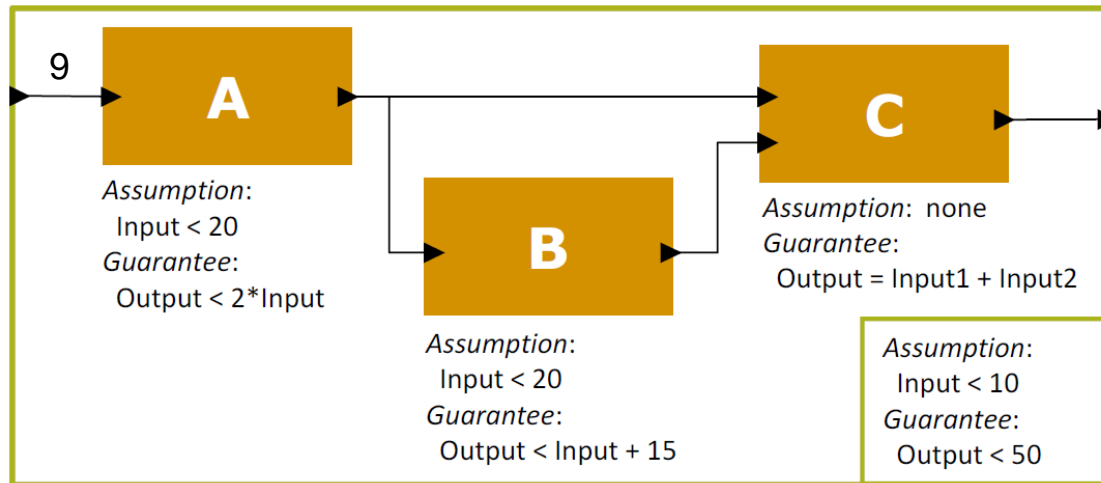 9
A
Assumption:
Input < 20
Guarantee:
Output < 2*Input
B
Assumption:
Input < 20
Guarantee:
Output < Input + 15
C
Assumption: none
Guarantee:
Output = Input1 + Input2
Assumption:
Input < 10
Guarantee:
Output < 50